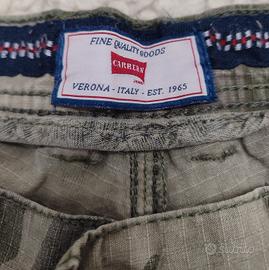 FINE QUALITY GOODS
CARRERA
VERONA - ITALY - EST. 1965
subito